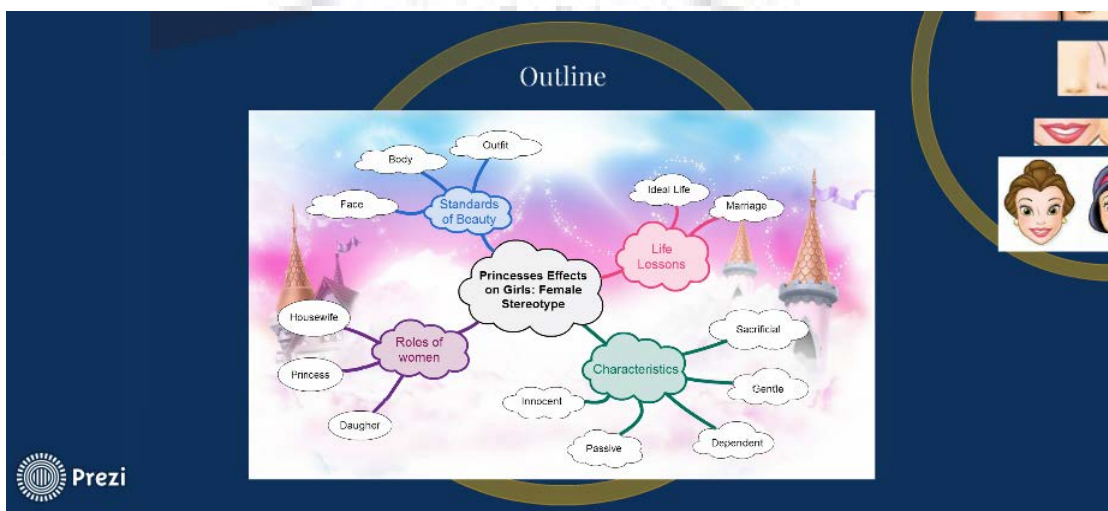 Outline
Outfit
Body
Face
Standards
of Beauty
Ideal Life
Marriage
Life
Lessons
Princesses Effects
on Girls: Female
Stereotype
Housewife
Roles of
women
Princess
Daugher
Sacrificial
Characteristics
Gentle
Innocent
Passive
Dependent
Prezi